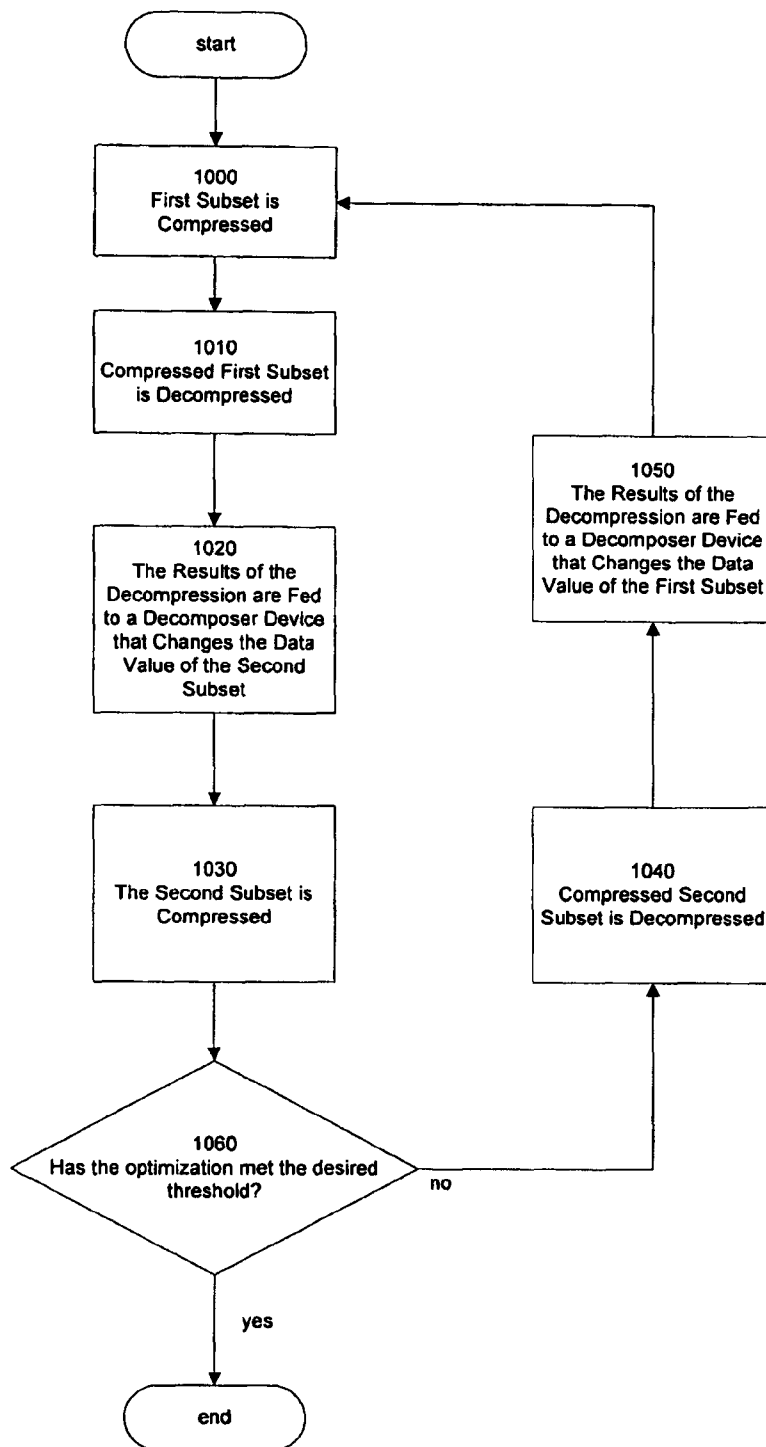 start
1000
First Subset is
Compressed
1010
Compressed First Subset
is Decompressed
1020
The Results of the
Decompression are Fed
to a Decomposer Device
that Changes the Data
Value of the Second
Subset
1030
The Second Subset is
Compressed
1060
Has the optimization met the desired
threshold?
no
yes
end
1040
Compressed Second
Subset is Decompressed
1050
The Results of the
Decompression are Fed
to a Decomposer Device
that Changes the Data
Value of the First Subset